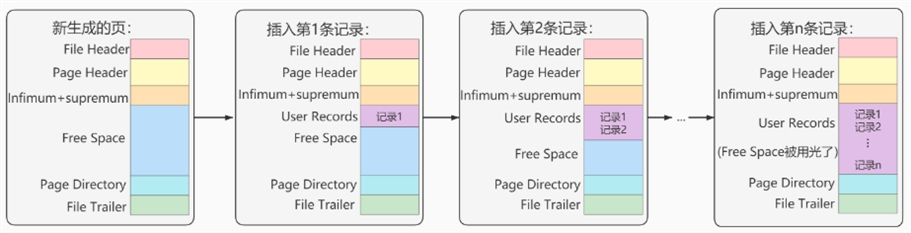 新生成的页:
File Header
Page Header
Infimum+supremum
Free Space
Page Directory
File Trailer
插入第1条记录:
File Header
Page Header
Infimum+supremum
User Records
记录1
Free Space
Page Directory
File Trailer
插入第2条记录:
File Header
Page Header
Infimum+supremum
User Records
记录1
记录2
Free Space
Page Directory
File Trailer
...
插入第n条记录:
File Header
Page Header
Infimum+supremum
User Records
记录1
记录2
⋮
(Free Space被用光了)
记录n
Page Directory
File Trailer